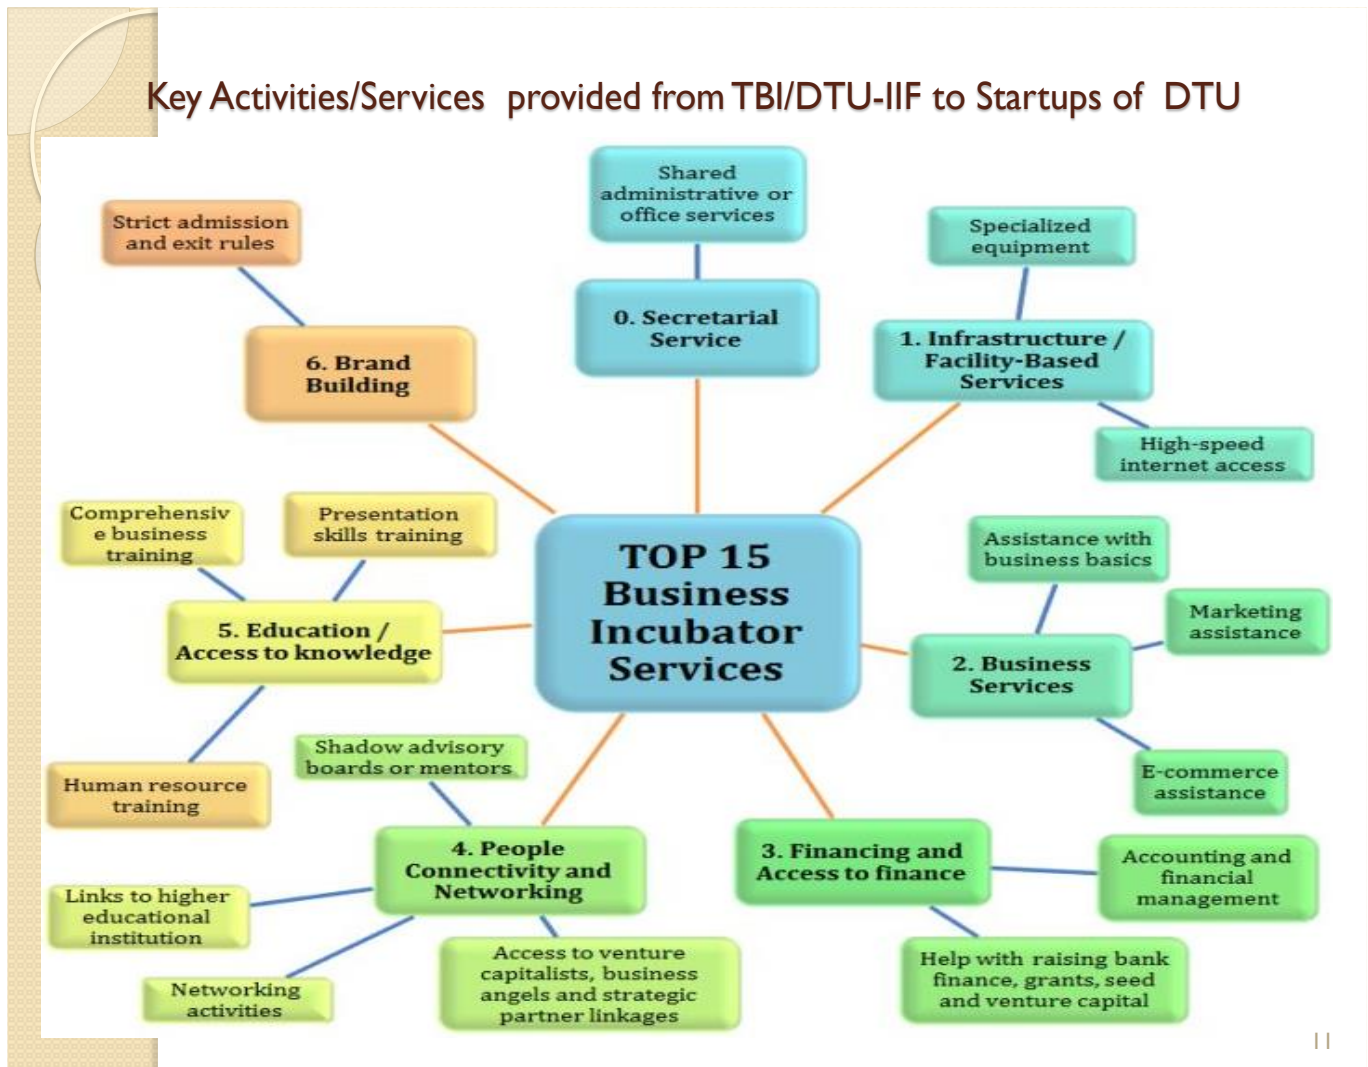 Key Activities/Services provided from TBI/DTU-IIF to Startups of DTU
Shared
administrative or
office services
Strict admission
and exit rules
Specialized
equipment
0. Secretarial
Service
1. Infrastructure /
Facility-Based
Services
6. Brand
Building
High-speed
internet access
Comprehensiv
e business
training
Presentation
skills training
TOP 15
Business
Incubator
Services
Assistance with
business basics
Marketing
assistance
5. Education /
Access to knowledge
2. Business
Services
Shadow advisory
boards or mentors
Human resource
training
E-commerce
assistance
4. People
Connectivity and
Networking
3. Financing and
Access to finance
Accounting and
financial
management
Links to higher
educational
institution
Access to venture
capitalists, business
angels and strategic
partner linkages
Help with raising bank
finance, grants, seed
and venture capital
Networking
activities
11